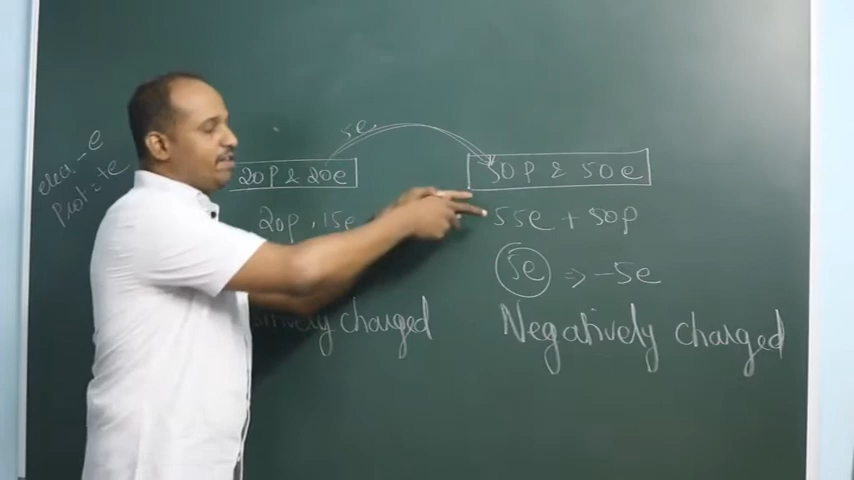 elec = -e
Prot = +e
5e
20p & 20e
50p & 50e
20p, 15e
55e + 50p
5e => -5e
charged
Negatively charged